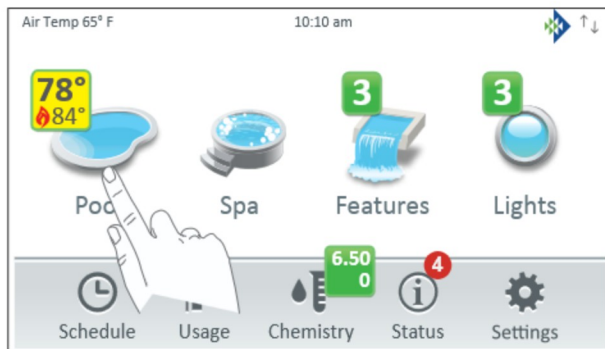 Air Temp 65° F
10:10 am
78°
84°
3
3
Spa
Features
Lights
6.50
0
4
Schedule
Usage
Chemistry
Status
Settings